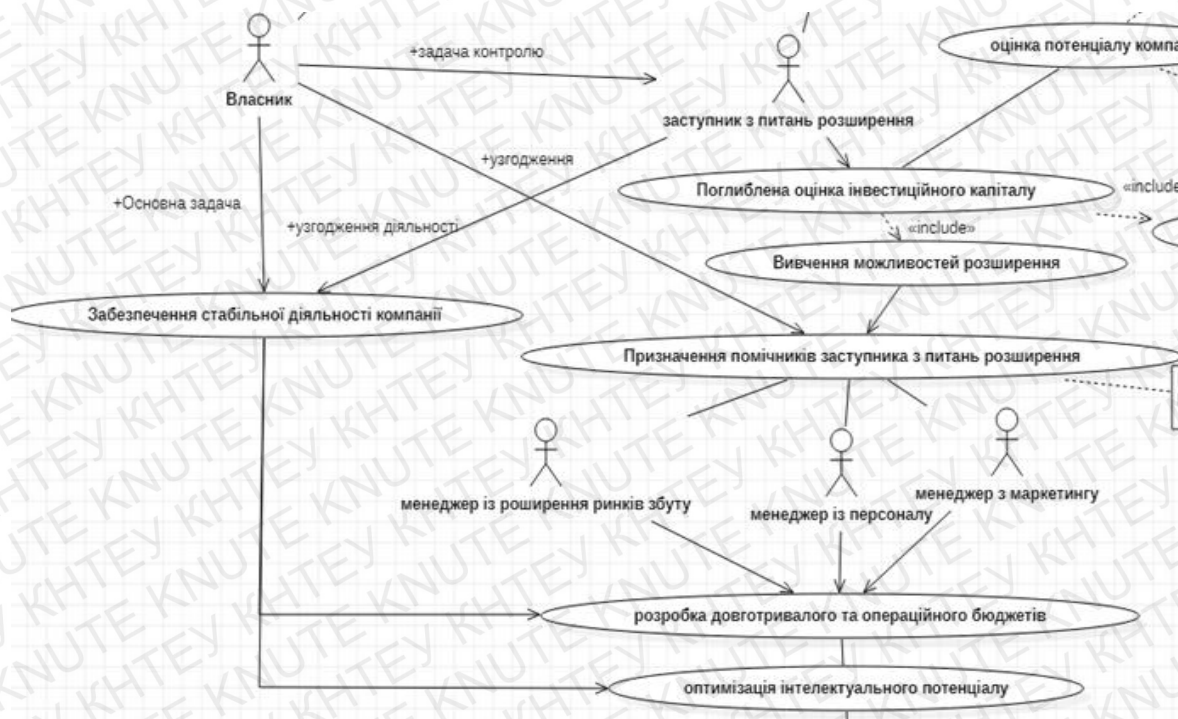 оцінка потенціалу компа
+задача контролю
Власник
заступник з питань розширення
+узгодження
Поглиблена оцінка інвестиційного капіталу
«include
+Основна задача
+узгодження діяльності
«include»
Вивчення можливостей розширення
Забезпечення стабільної діяльності компанії
Призначення помічників заступника з питань розширення
менеджер із роширення ринків збуту
менеджер із персоналу
менеджер з маркетингу
розробка довготривалого та операційного бюджетів
оптимізація інтелектуального потенціалу